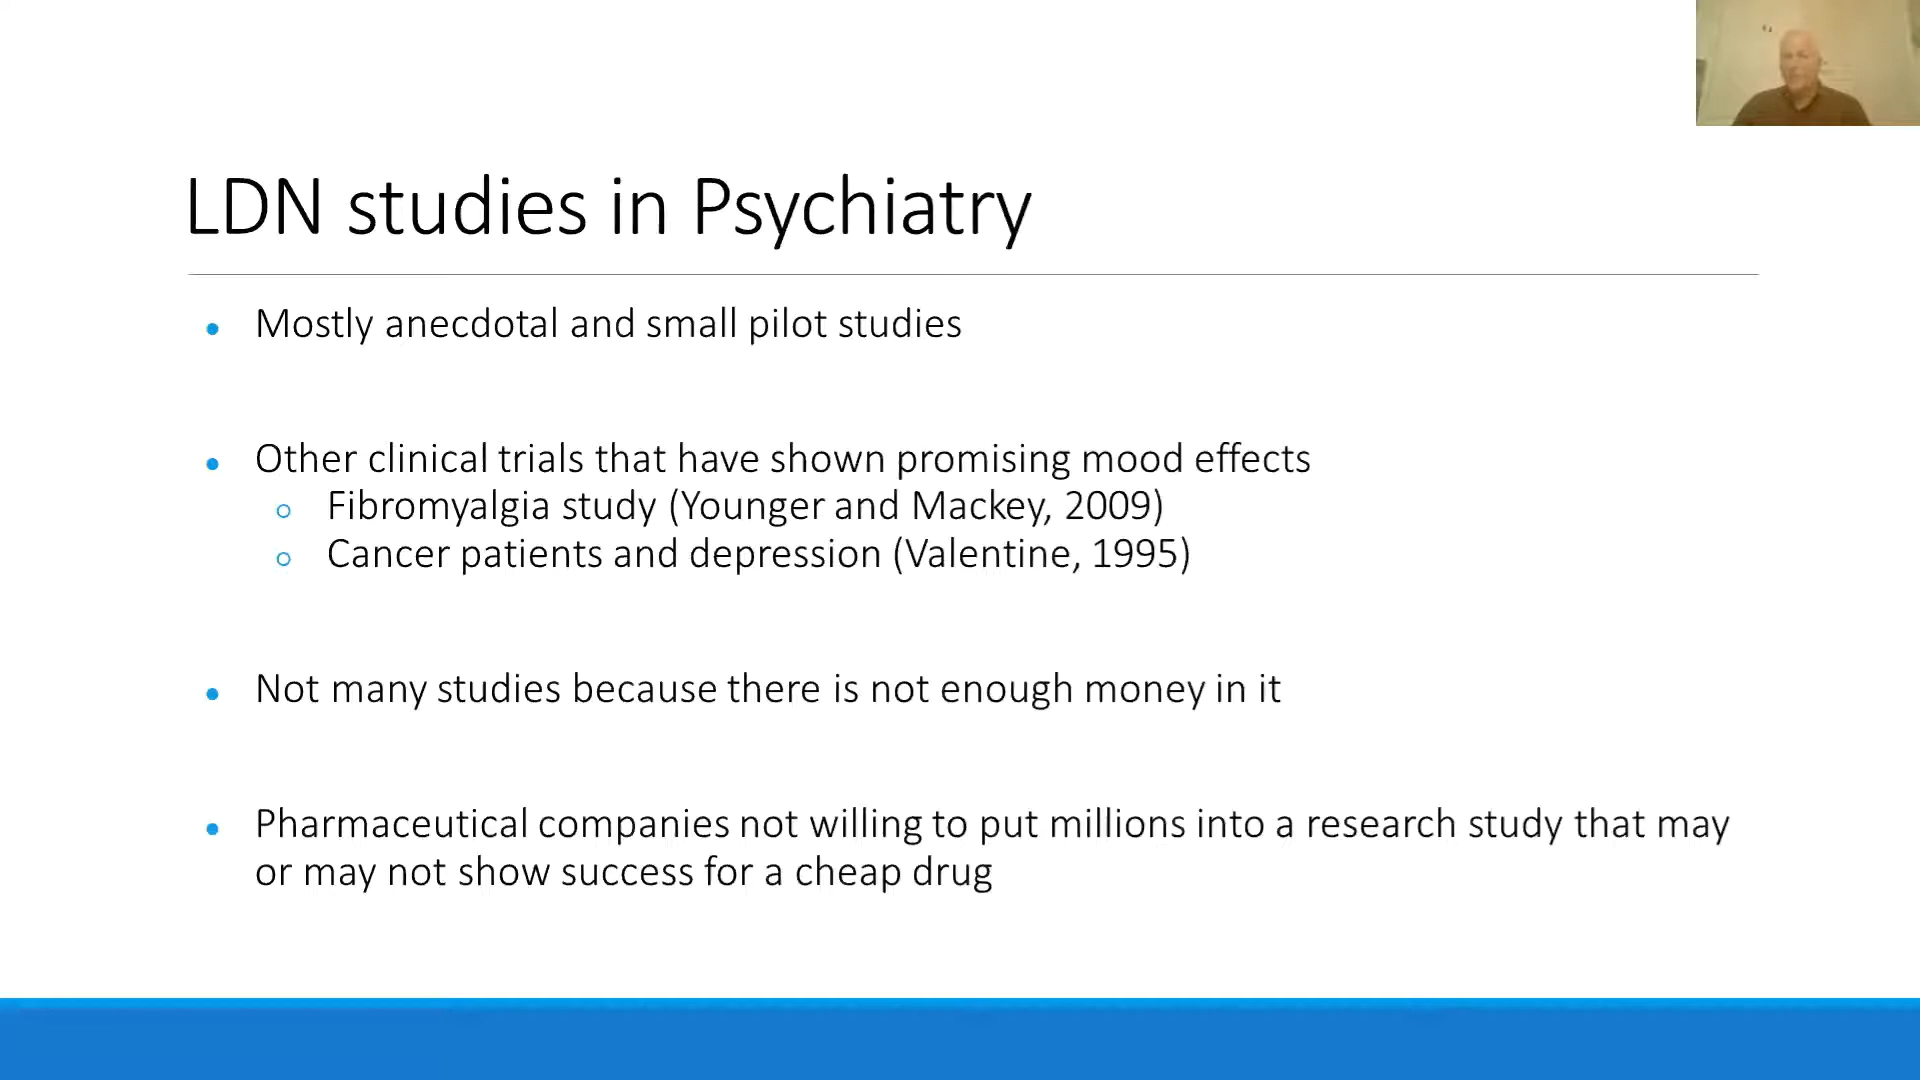 LDN studies in Psychiatry
Mostly anecdotal and small pilot studies
Other clinical trials that have shown promising mood effects
Fibromyalgia study (Younger and Mackey, 2009)
Cancer patients and depression (Valentine, 1995)
Not many studies because there is not enough money in it
Pharmaceutical companies not willing to put millions into a research study that may
or may not show success for a cheap drug